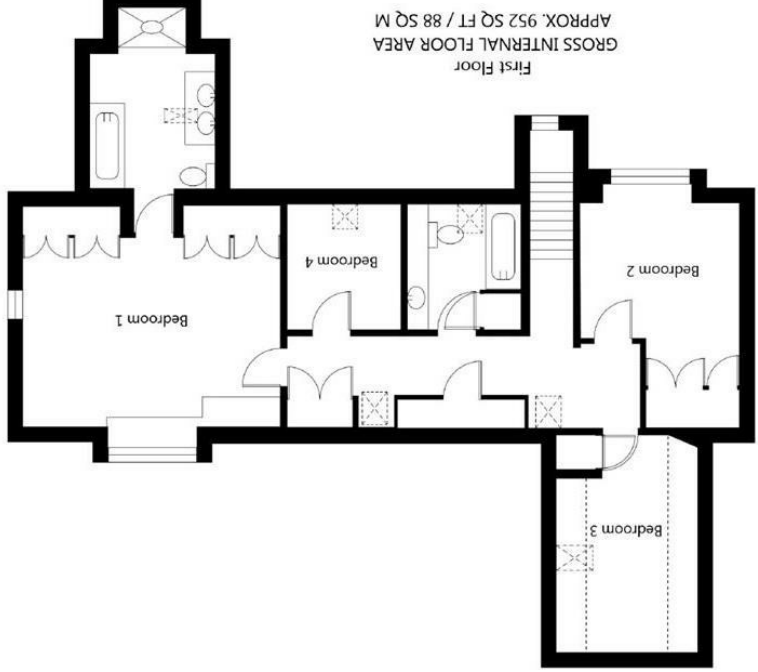 First Floor
GROSS INTERNAL FLOOR AREA
APPROX. 952 SQ FT / 88 SQ M
Bedroom 3
Bedroom 2
Bedroom 4
Bedroom 1